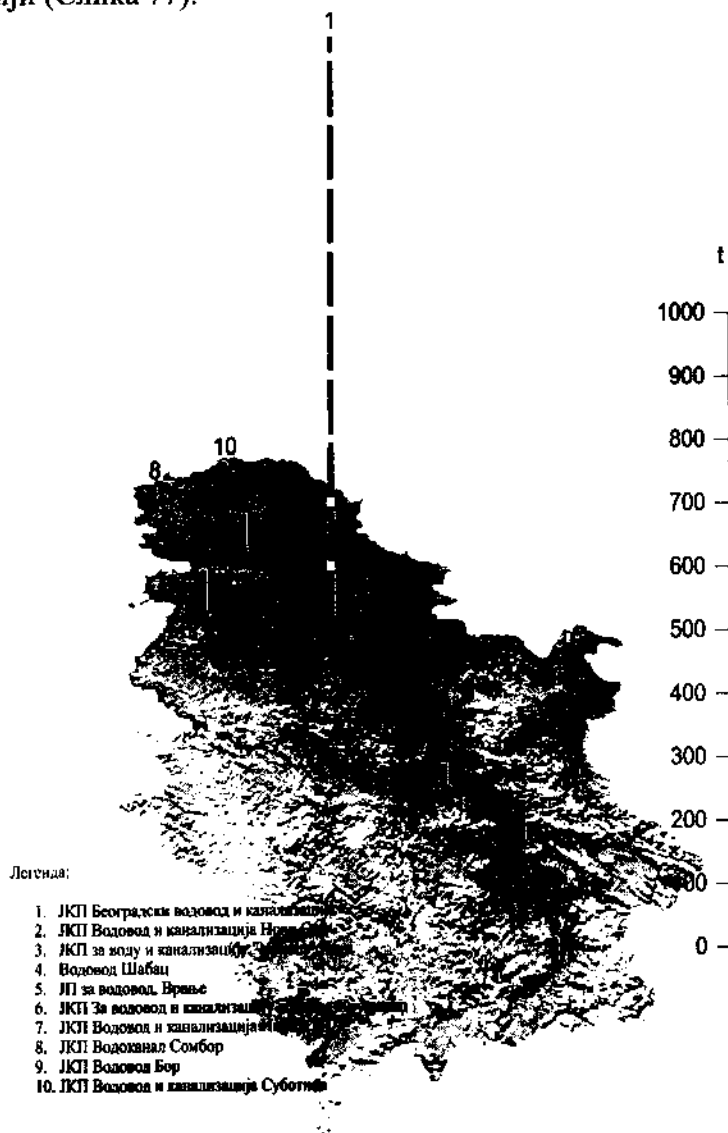 (Слика 77).
1
t
1000
900
800
10
8
700
600
500
400
300
200
0
Легенда:
1. ЈКП Београдски водовод и
2. ЈКП Водовод и канализација
3. ЈКП за воду и канализацију
4. Водовод Шабац
5. ЈП за водовод, Врање
6. ЈКП За водовод и
7. ЈКП Водовод и канализација
8. ЈКП Водоканал Сомбор
9. ЈКП Водовод Бор
10. ЈКП Водовод и канализација Суботица